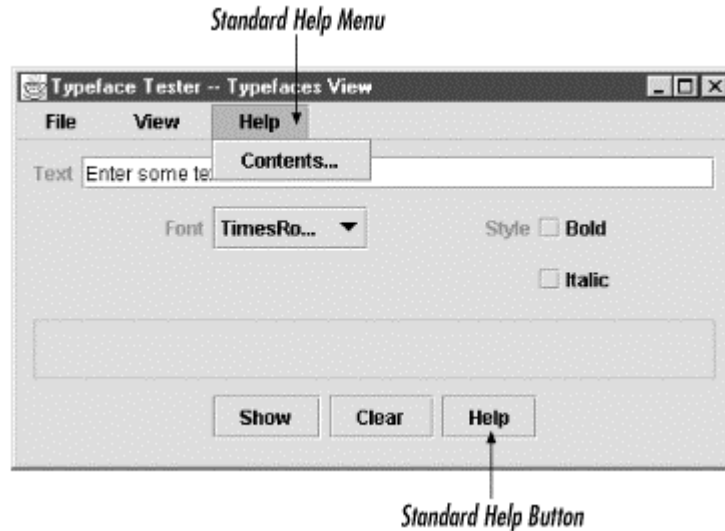 Standard Help Menu
Typeface Tester -- Typefaces View
File View Help
Contents...
Text Enter some te
Font TimesRo... Style Bold
Italic
Show Clear Help
Standard Help Button